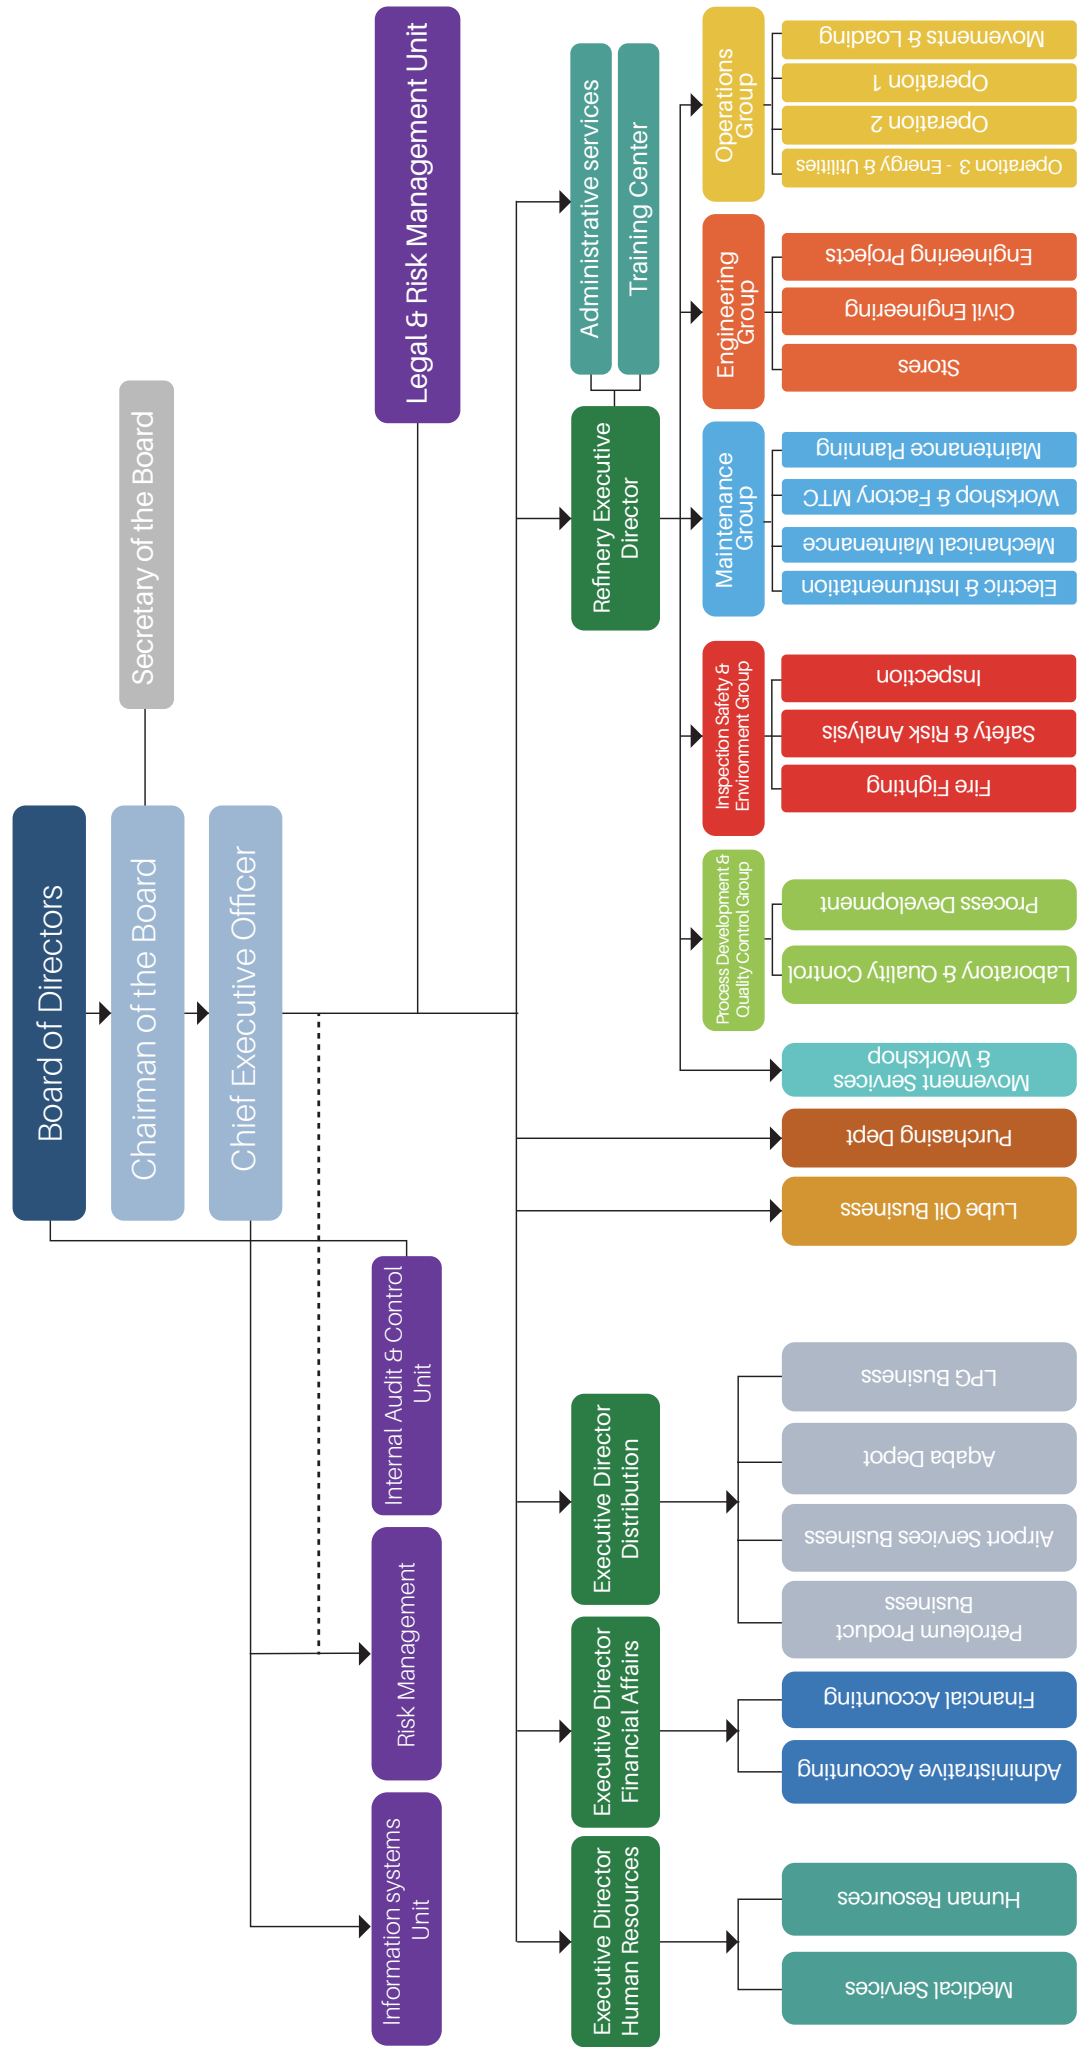 Board of Directors
Chairman of the Board
Secretary of the Board
Chief Executive Officer
Information systems
Unit
Risk Management
Internal Audit & Control
Unit
Legal & Risk Management Unit
Executive Director
Human Resources
Executive Director
Financial Affairs
Executive Director
Distribution
Refinery Executive
Director
Administrative services
Training Center
Process Development &
Quality Control Group
Inspection Safety &
Environment Group
Maintenance
Group
Engineering
Group
Operations
Group
Medical Services
Human Resources
Administrative Accounting
Financial Accounting
Petroleum Product
Business
Airport Services Business
Aqaba Depot
LPG Business
Lube Oil Business
Purchasing Dept
Movement Services
& Workshop
Laboratory & Quality Control
Process Development
Fire Fighting
Safety & Risk Analysis
Inspection
Electric & Instrumentation
Mechanical Maintenance
Workshop & Factory MTC
Maintenance Planning
Stores
Civil Engineering
Engineering Projects
Operation 3 - Energy & Utilities
Operation 2
Operation 1
Movements & Loading